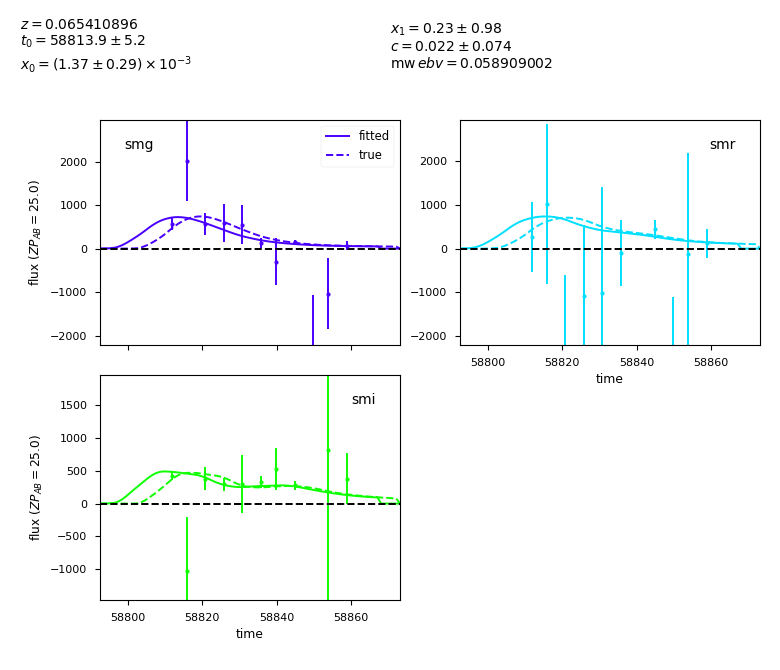 z = 0.065410896
t₀ = 58813.9 ± 5.2
x₀ = (1.37 ± 0.29) × 10⁻³
x₁ = 0.23 ± 0.98
c = 0.022 ± 0.074
mw ebv = 0.058909002
smg
fitted
true
2000
1000
0
−1000
−2000
flux (ZP_AB = 25.0)
smr
2000
1000
0
−1000
−2000
58800 58820 58840 58860
time
smi
1500
1000
500
0
−500
−1000
flux (ZP_AB = 25.0)
58800 58820 58840 58860
time